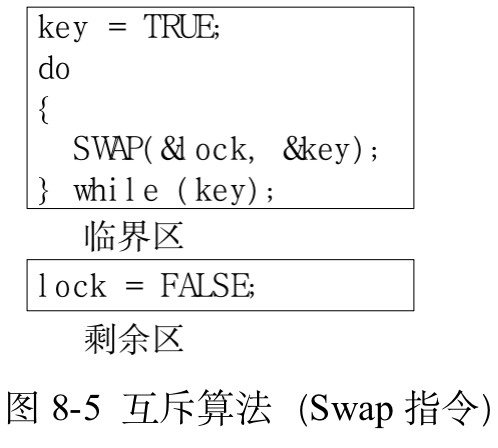 key = TRUE;
do
{
SWAP(&lock, &key);
} while (key);
临界区
lock = FALSE;
剩余区
图 8-5 互斥算法 (Swap 指令)